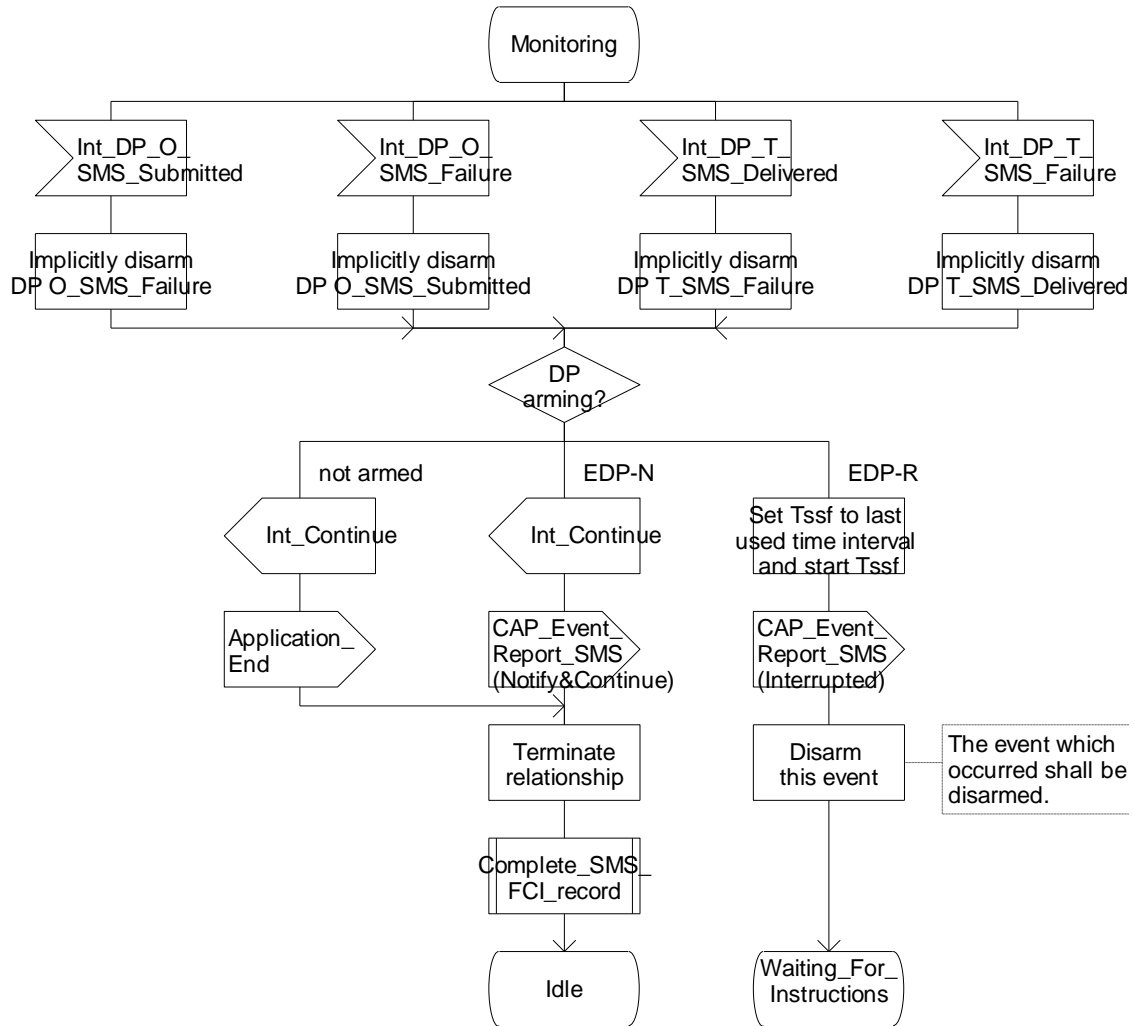 Monitoring
Int_DP_O_
SMS_Submitted
Int_DP_O_
SMS_Failure
Int_DP_T_
SMS_Delivered
Int_DP_T_
SMS_Failure
Implicitly disarm
DP O_SMS_Failure
Implicitly disarm
DP O_SMS_Submitted
Implicitly disarm
DP T_SMS_Failure
Implicitly disarm
DP T_SMS_Delivered
DP
arming?
not armed
EDP-N
EDP-R
Int_Continue
Int_Continue
Set Tssf to last
used time interval
and start Tssf
Application_
End
CAP_Event_
Report_SMS
(Notify&Continue)
CAP_Event_
Report_SMS
(Interrupted)
Terminate
relationship
Disarm
this event
The event which
occurred shall be
disarmed.
Complete_SMS_
FCI_record
Idle
Waiting_For_
Instructions